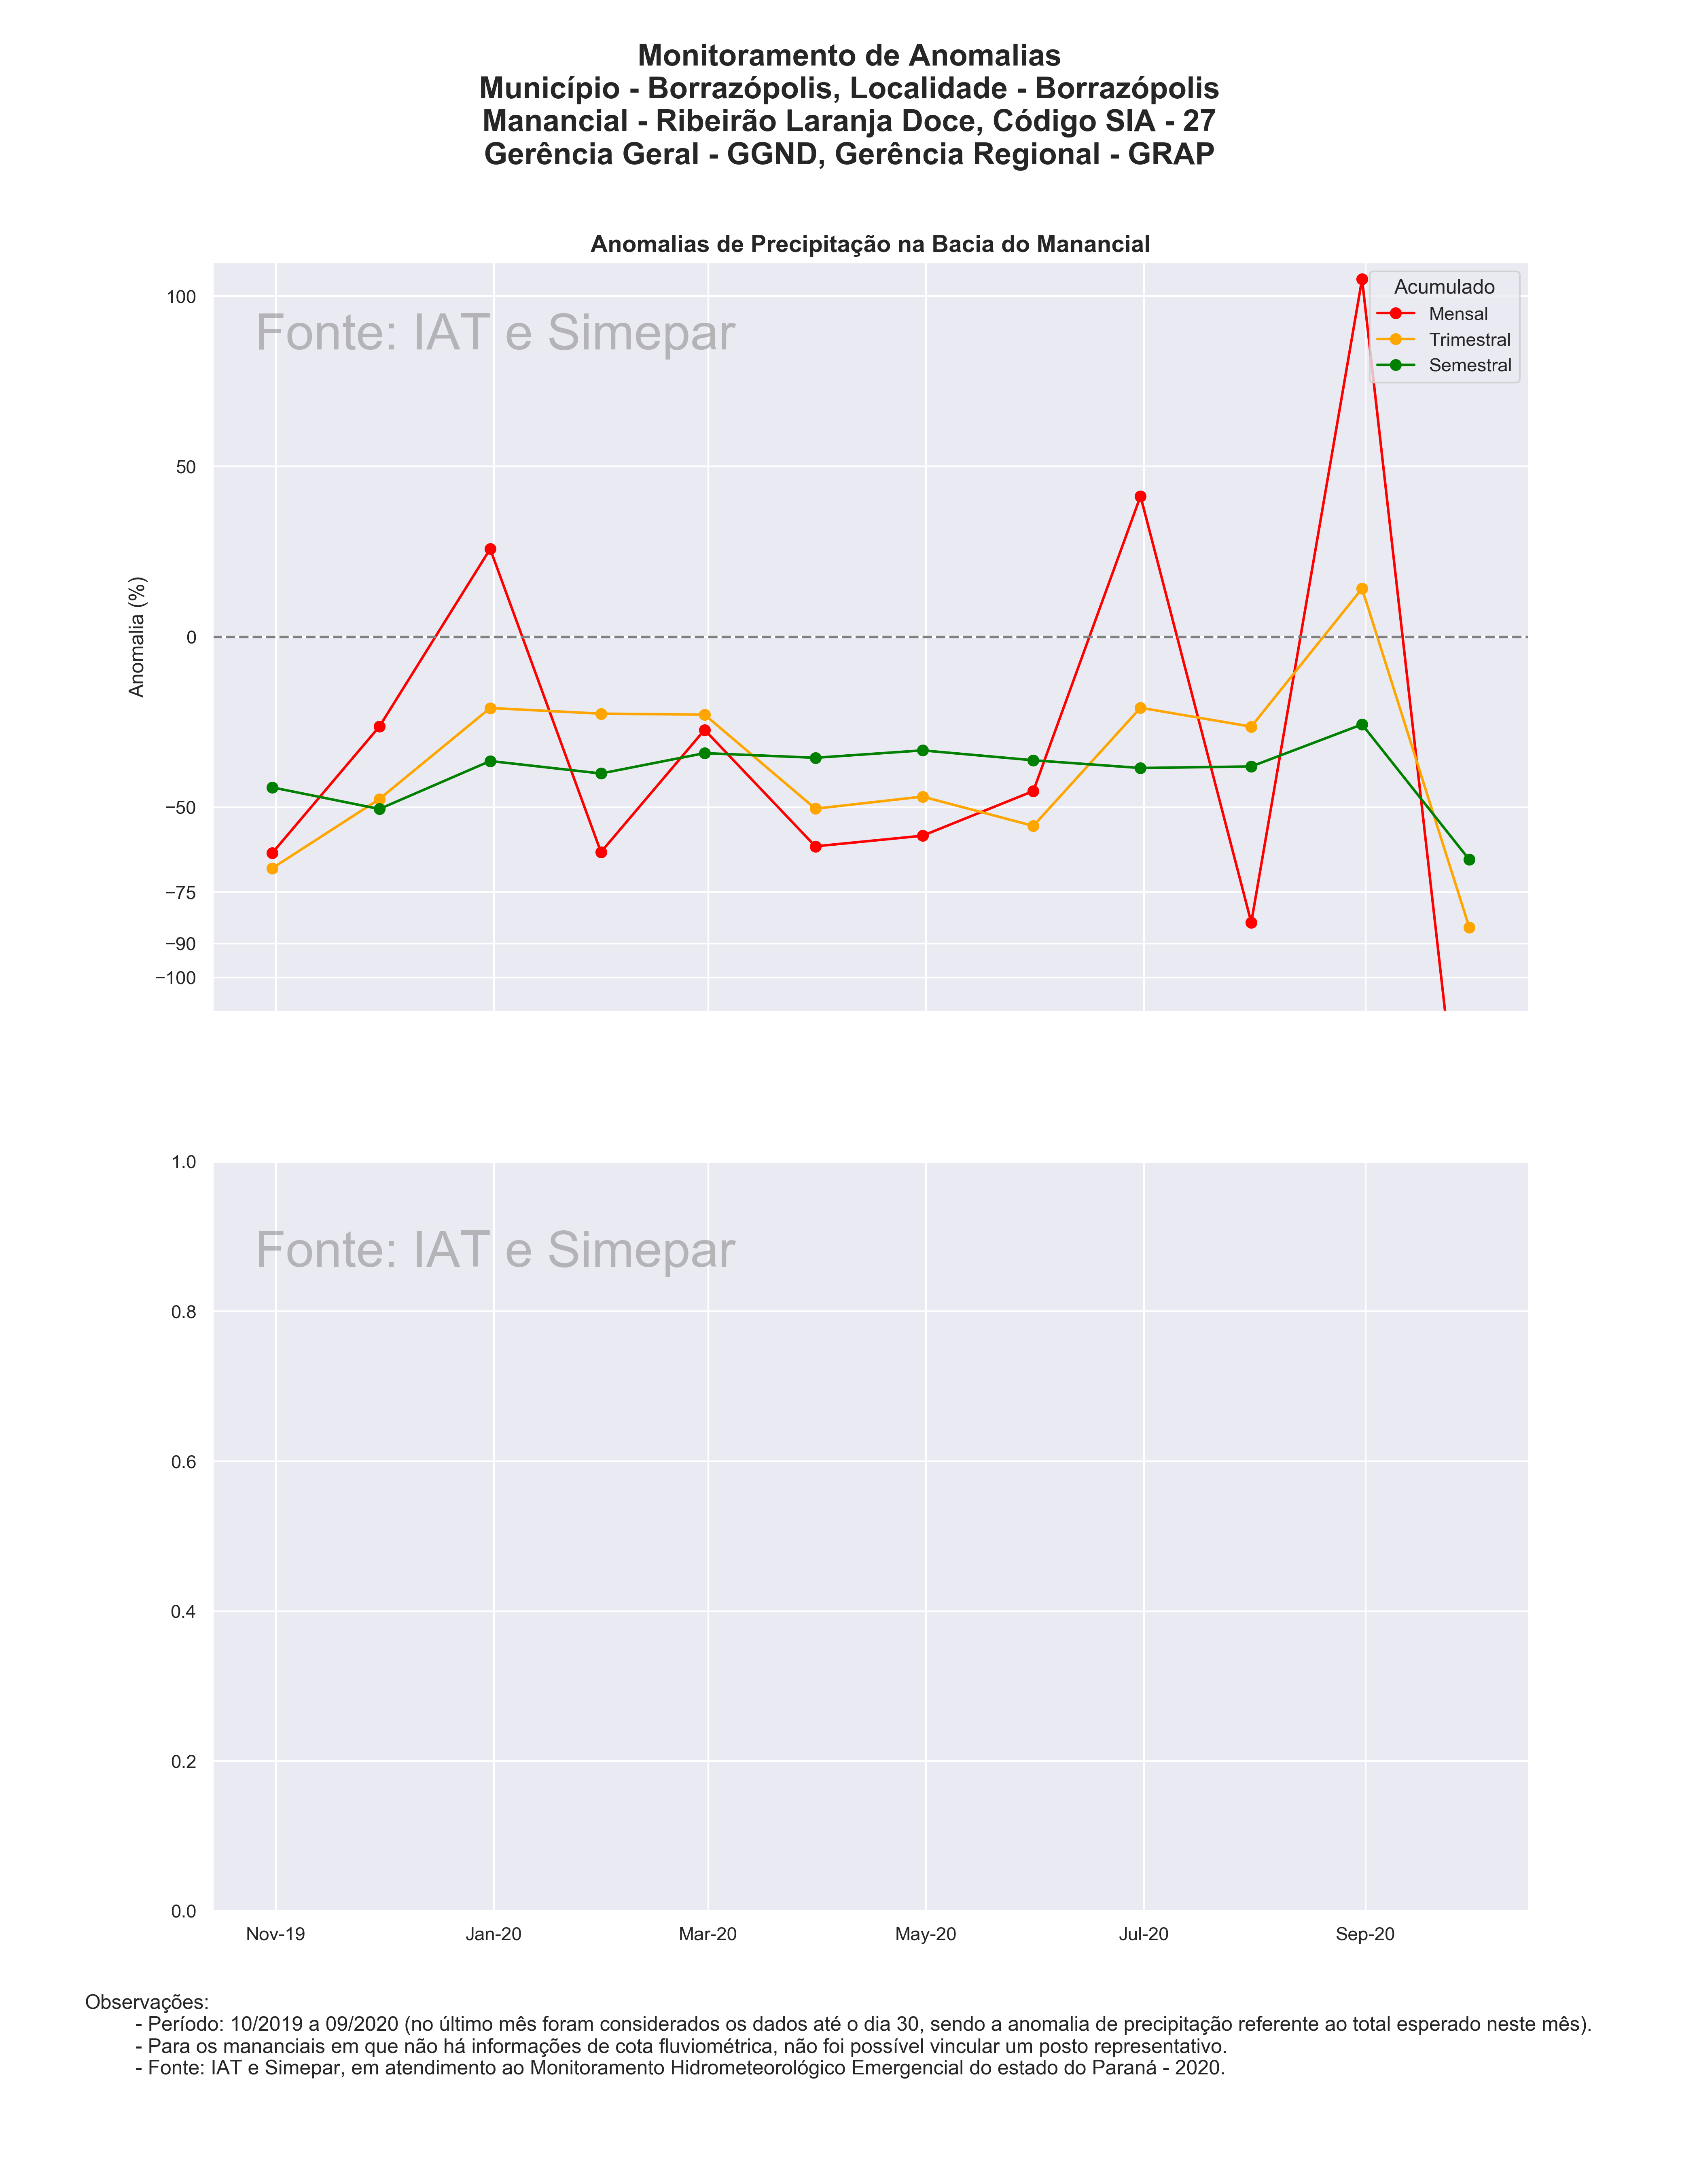 Monitoramento de Anomalias
Município - Borrazópolis, Localidade - Borrazópolis
Manancial - Ribeirão Laranja Doce, Código SIA - 27
Gerência Geral - GGND, Gerência Regional - GRAP
Anomalias de Precipitação na Bacia do Manancial
Fonte: IAT e Simepar
Acumulado
Mensal
Trimestral
Semestral
Anomalia (%)
100
50
0
−50
−75
−90
−100
Fonte: IAT e Simepar
1.0
0.8
0.6
0.4
0.2
0.0
Nov-19 Jan-20 Mar-20 May-20 Jul-20 Sep-20
Observações:
- Período: 10/2019 a 09/2020 (no último mês foram considerados os dados até o dia 30, sendo a anomalia de precipitação referente ao total esperado neste mês).
- Para os mananciais em que não há informações de cota fluviométrica, não foi possível vincular um posto representativo.
- Fonte: IAT e Simepar, em atendimento ao Monitoramento Hidrometeorológico Emergencial do estado do Paraná - 2020.